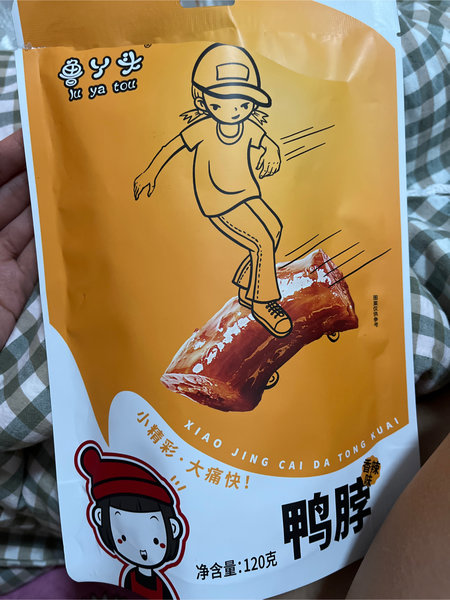 鲁丫头
lu ya tou
图案仅供参考
小精彩·大痛快!
XIAO JING CAI DA TONG KUAI
香辣味
鸭脖
净含量:120克